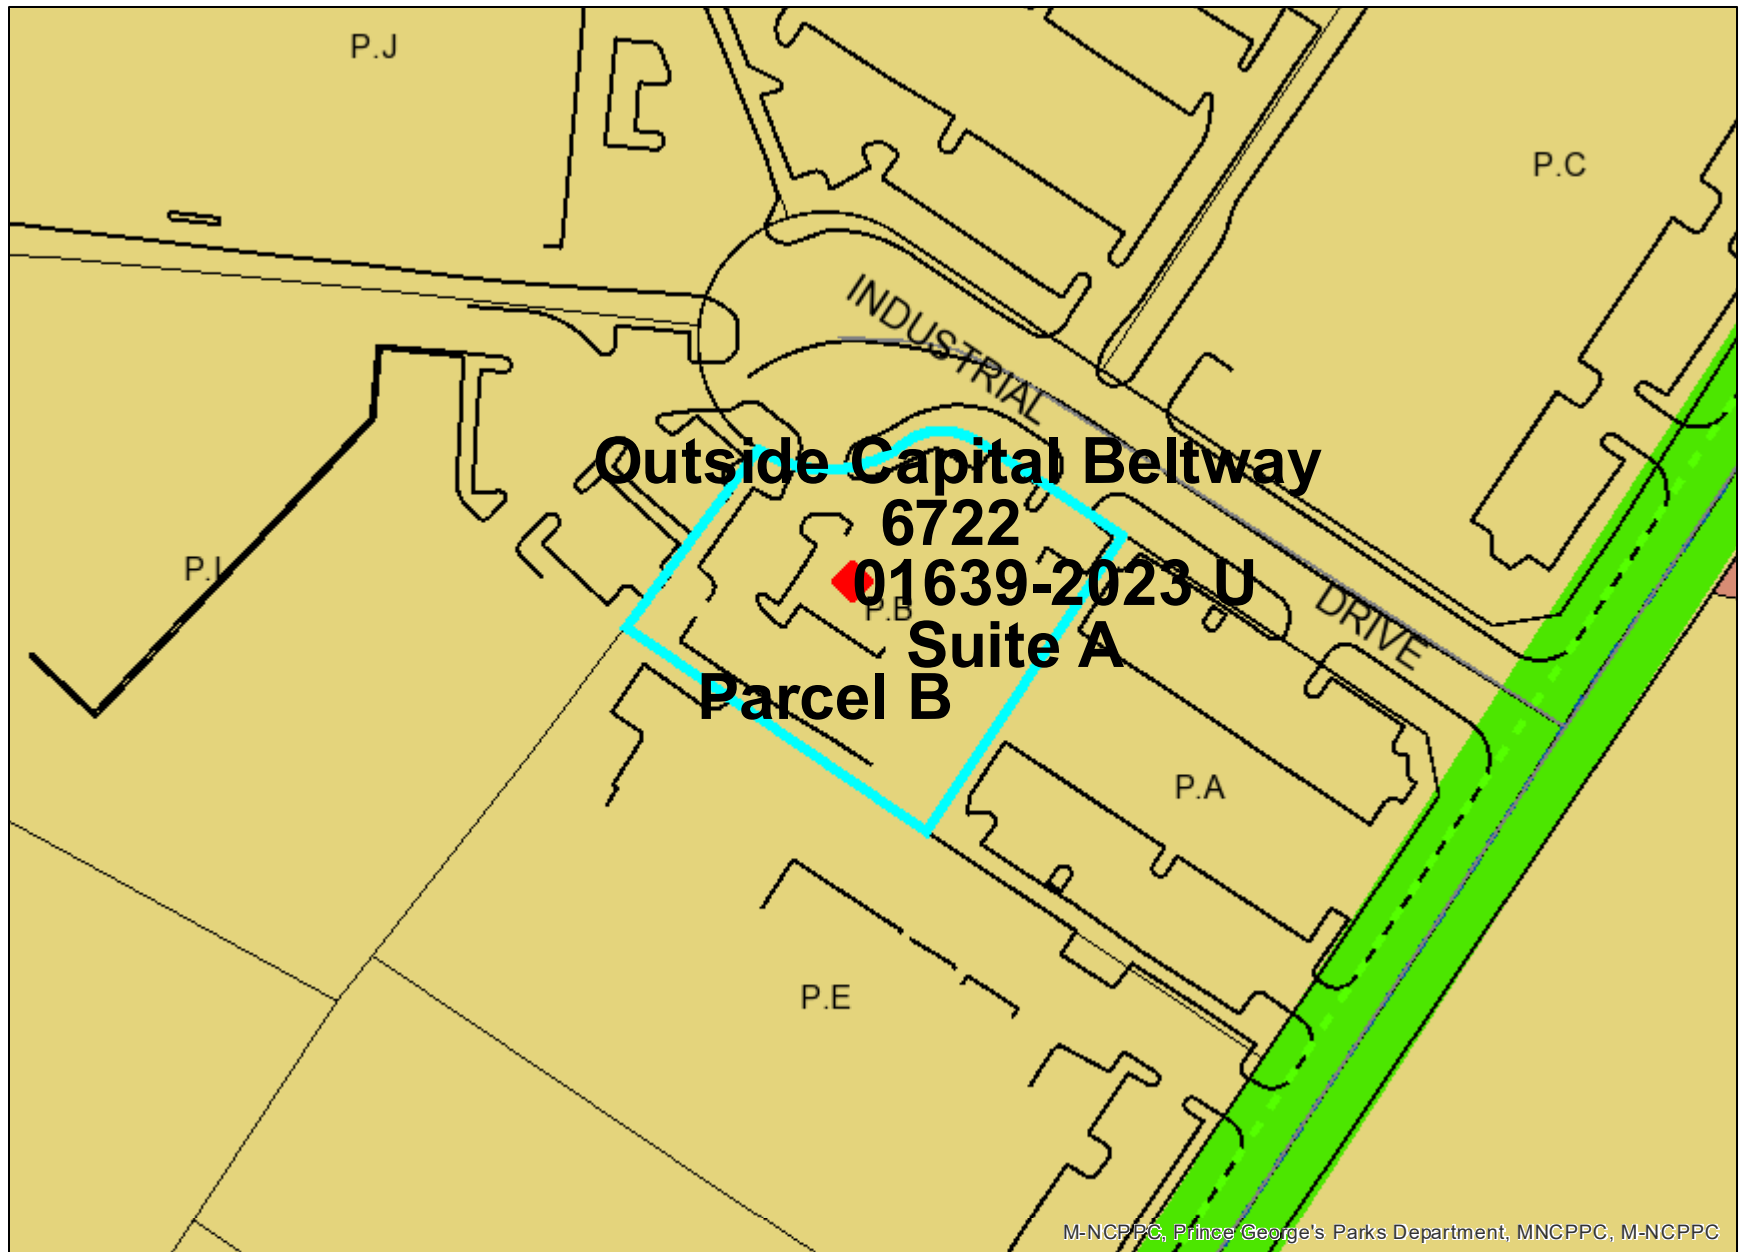 P.J
P.C
INDUSTRIAL
Outside Capital Beltway
6722
P.I
01639-2023 U
P.B
DRIVE
Suite A
Parcel B
P.A
P.E
M-NCPPC, Prince George's Parks Department, MNCPPC, M-NCPPC